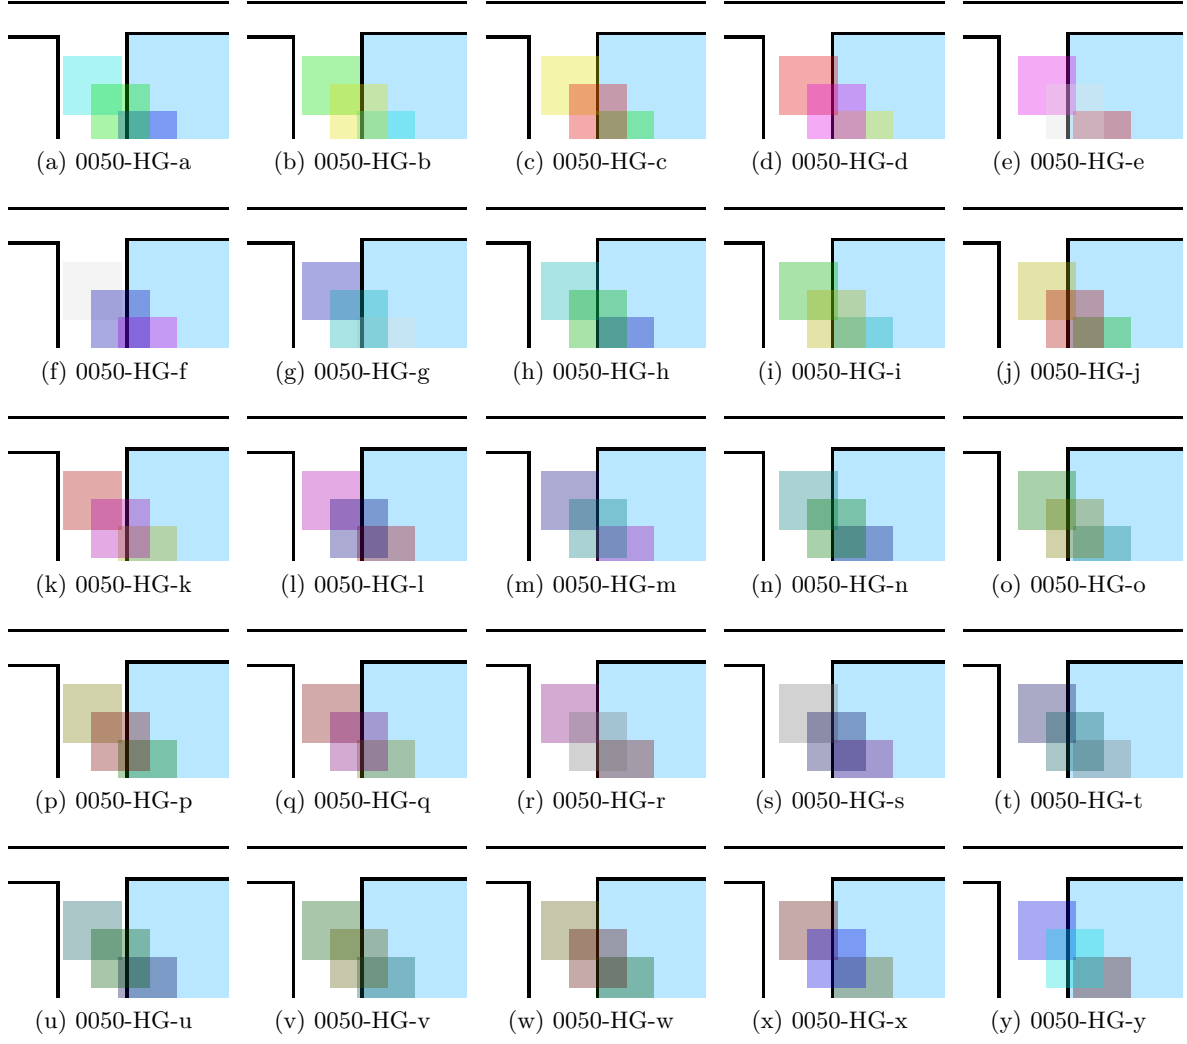 (a) 0050-HG-a (b) 0050-HG-b (c) 0050-HG-c (d) 0050-HG-d (e) 0050-HG-e
(f) 0050-HG-f (g) 0050-HG-g (h) 0050-HG-h (i) 0050-HG-i (j) 0050-HG-j
(k) 0050-HG-k (l) 0050-HG-l (m) 0050-HG-m (n) 0050-HG-n (o) 0050-HG-o
(p) 0050-HG-p (q) 0050-HG-q (r) 0050-HG-r (s) 0050-HG-s (t) 0050-HG-t
(u) 0050-HG-u (v) 0050-HG-v (w) 0050-HG-w (x) 0050-HG-x (y) 0050-HG-y